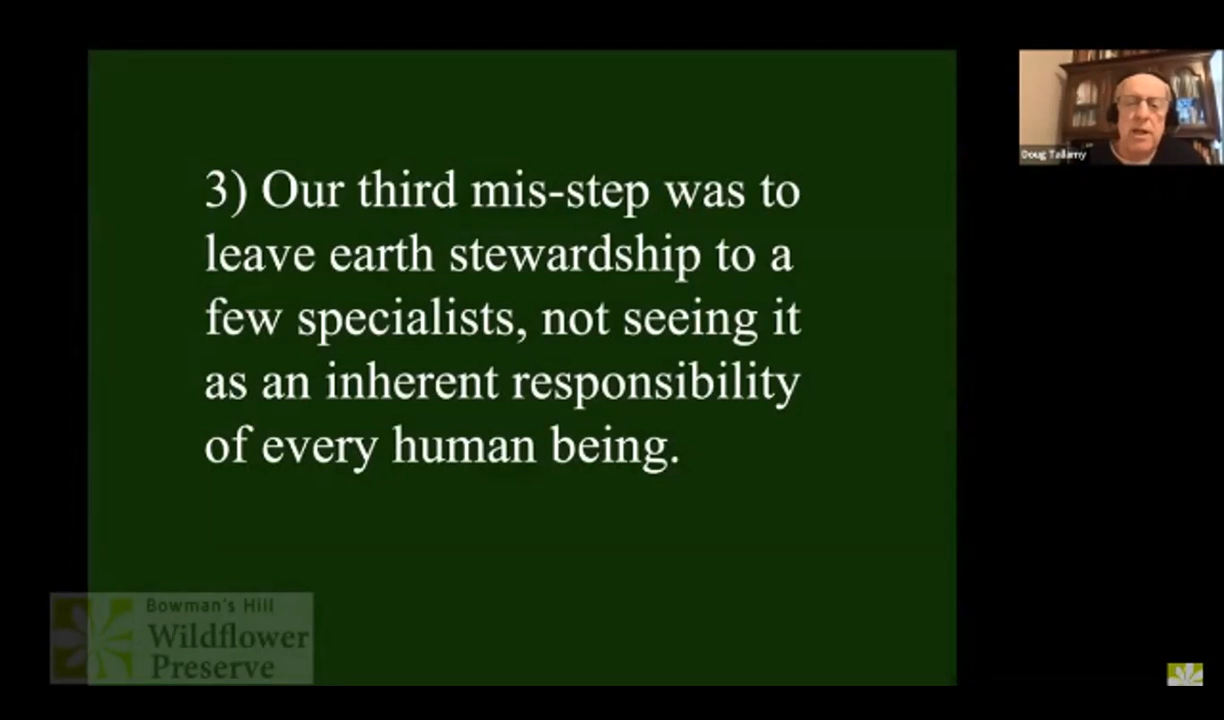 3) Our third mis-step was to
leave earth stewardship to a
few specialists, not seeing it
as an inherent responsibility
of every human being.
Doug Tallamy
Bowman's Hill
Wildflower
Preserve